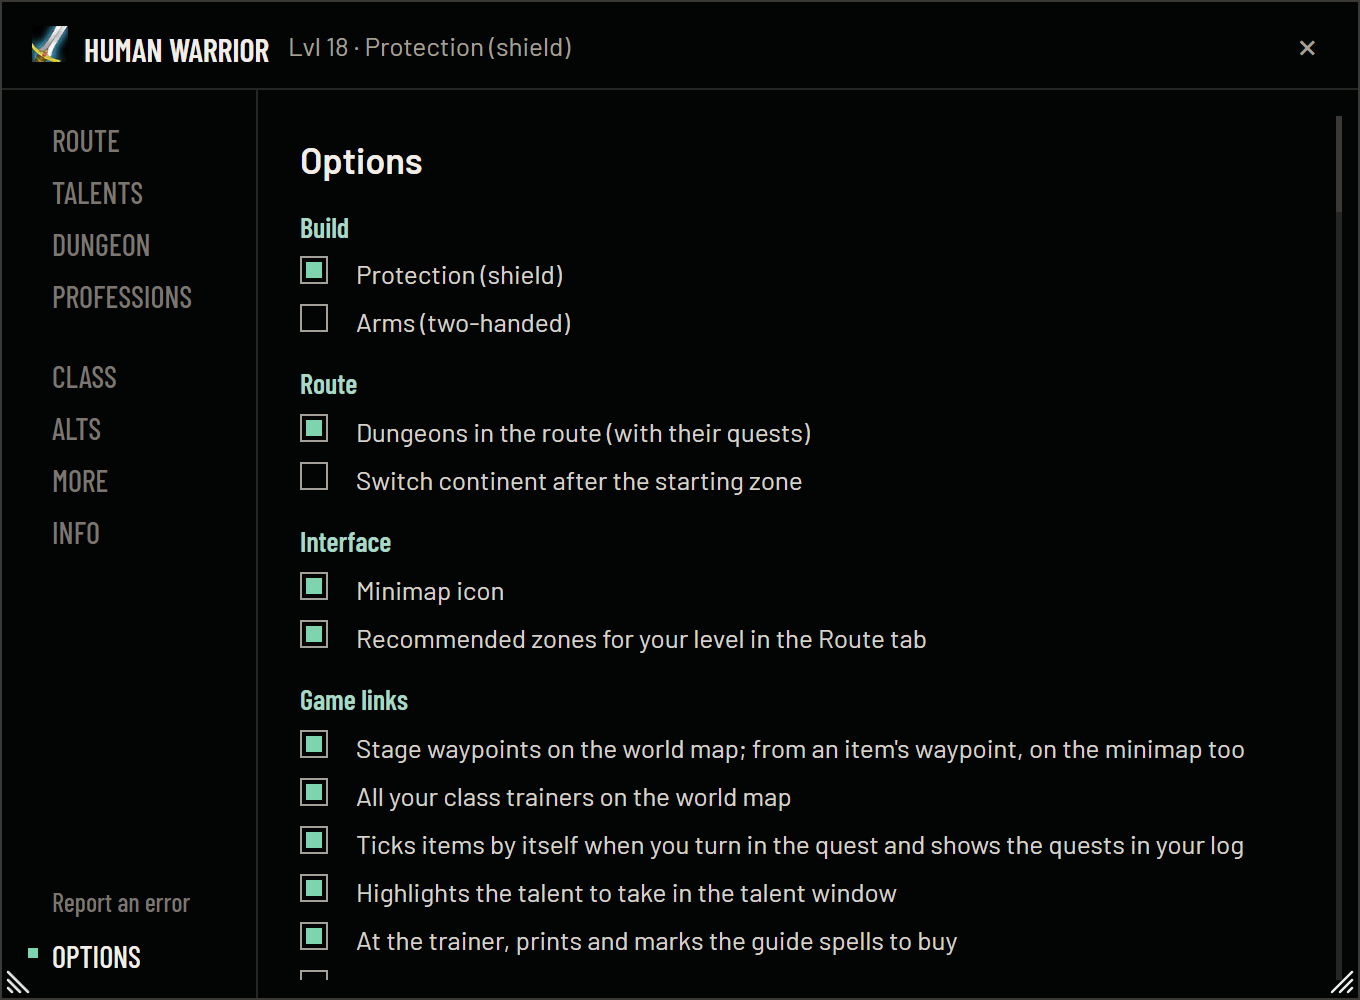 HUMAN WARRIOR
Lvl 18 · Protection (shield)
ROUTE
TALENTS
DUNGEON
PROFESSIONS
CLASS
ALTS
MORE
INFO
Report an error
OPTIONS
Options
Build
Protection (shield)
Arms (two-handed)
Route
Dungeons in the route (with their quests)
Switch continent after the starting zone
Interface
Minimap icon
Recommended zones for your level in the Route tab
Game links
Stage waypoints on the world map; from an item's waypoint, on the minimap too
All your class trainers on the world map
Ticks items by itself when you turn in the quest and shows the quests in your log
Highlights the talent to take in the talent window
At the trainer, prints and marks the guide spells to buy